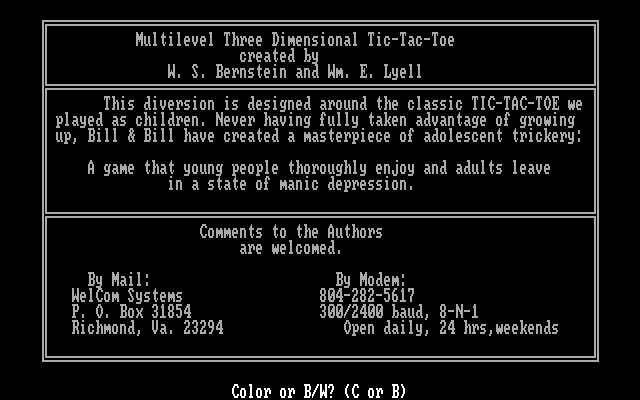 Multilevel Three Dimensional Tic-Tac-Toe
created by
W. S. Bernstein and Wm. E. Lyell
This diversion is designed around the classic TIC-TAC-TOE we
played as children. Never having fully taken advantage of growing
up, Bill & Bill have created a masterpiece of adolescent trickery:
A game that young people thoroughly enjoy and adults leave
in a state of manic depression.
Comments to the Authors
are welcomed.
By Mail:
WelCom Systems
P. O. Box 31854
Richmond, Va. 23294
By Modem:
804-282-5617
300/2400 baud, 8-N-1
Open daily, 24 hrs,weekends
Color or B/W? (C or B)